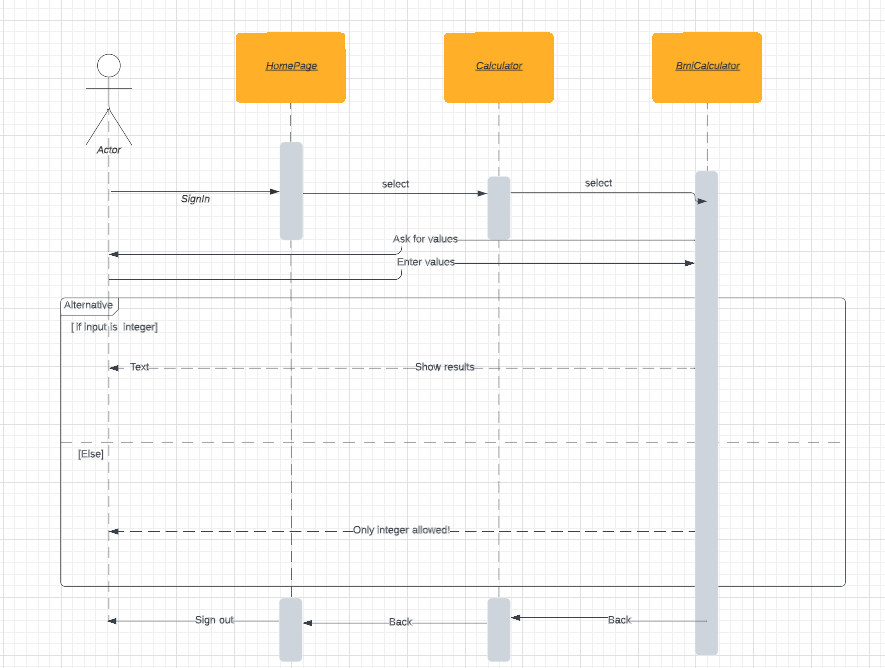 HomePage
Calculator
BmiCalculator
Actor
select
select
SignIn
Ask for values
Enter values
Alternative
[ If input is integer]
Text
Show results
[Else]
Only integer allowed!
Sign out
Back
Back